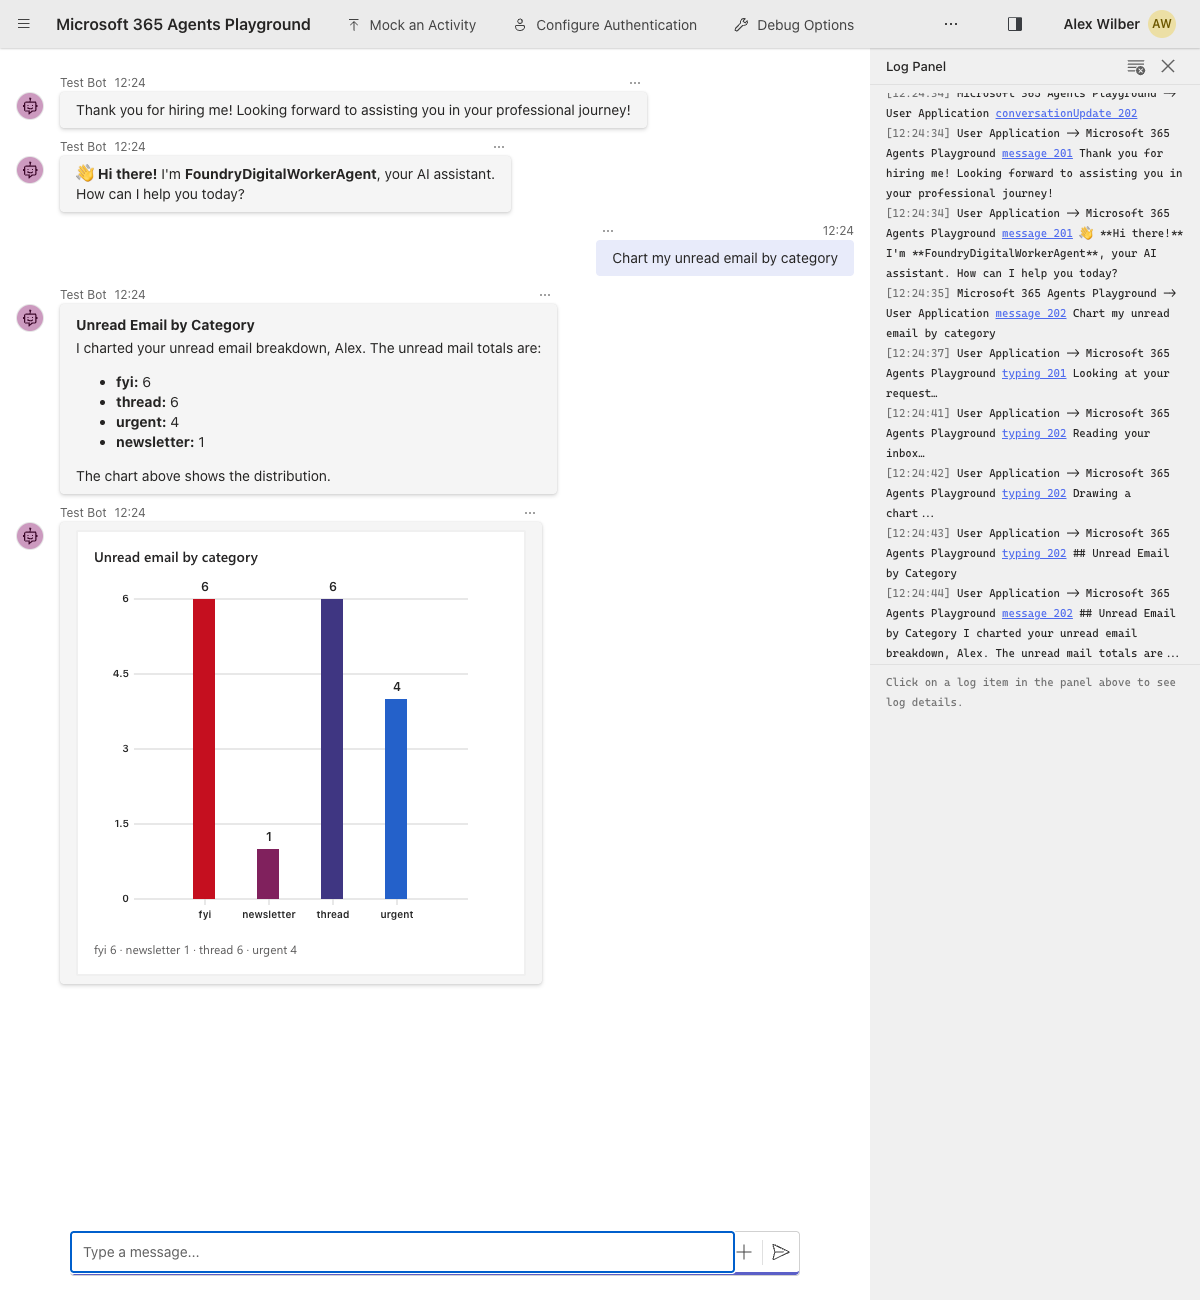 Microsoft 365 Agents Playground
Mock an Activity
Configure Authentication
Debug Options
Alex Wilber
AW
Test Bot 12:24
Thank you for hiring me! Looking forward to assisting you in your professional journey!
Test Bot 12:24
👋 Hi there! I'm FoundryDigitalWorkerAgent, your AI assistant.
How can I help you today?
12:24
Chart my unread email by category
Test Bot 12:24
Unread Email by Category
I charted your unread email breakdown, Alex. The unread mail totals are:
• fyi: 6
• thread: 6
• urgent: 4
• newsletter: 1
The chart above shows the distribution.
Test Bot 12:24
Unread email by category
6 6
6
4.5
4
3
1.5
1
0
fyi newsletter thread urgent
fyi 6 · newsletter 1 · thread 6 · urgent 4
Type a message...
Log Panel
[12:24:34] Microsoft 365 Agents Playground →
User Application conversationUpdate 202
[12:24:34] User Application → Microsoft 365
Agents Playground message 201 Thank you for
hiring me! Looking forward to assisting you in
your professional journey!
[12:24:34] User Application → Microsoft 365
Agents Playground message 201 👋 **Hi there!**
I'm **FoundryDigitalWorkerAgent**, your AI
assistant. How can I help you today?
[12:24:35] Microsoft 365 Agents Playground →
User Application message 202 Chart my unread
email by category
[12:24:37] User Application → Microsoft 365
Agents Playground typing 201 Looking at your
request…
[12:24:41] User Application → Microsoft 365
Agents Playground typing 202 Reading your
inbox…
[12:24:42] User Application → Microsoft 365
Agents Playground typing 202 Drawing a
chart...
[12:24:43] User Application → Microsoft 365
Agents Playground typing 202 ## Unread Email
by Category
[12:24:44] User Application → Microsoft 365
Agents Playground message 202 ## Unread Email
by Category I charted your unread email
breakdown, Alex. The unread mail totals are...
Click on a log item in the panel above to see
log details.